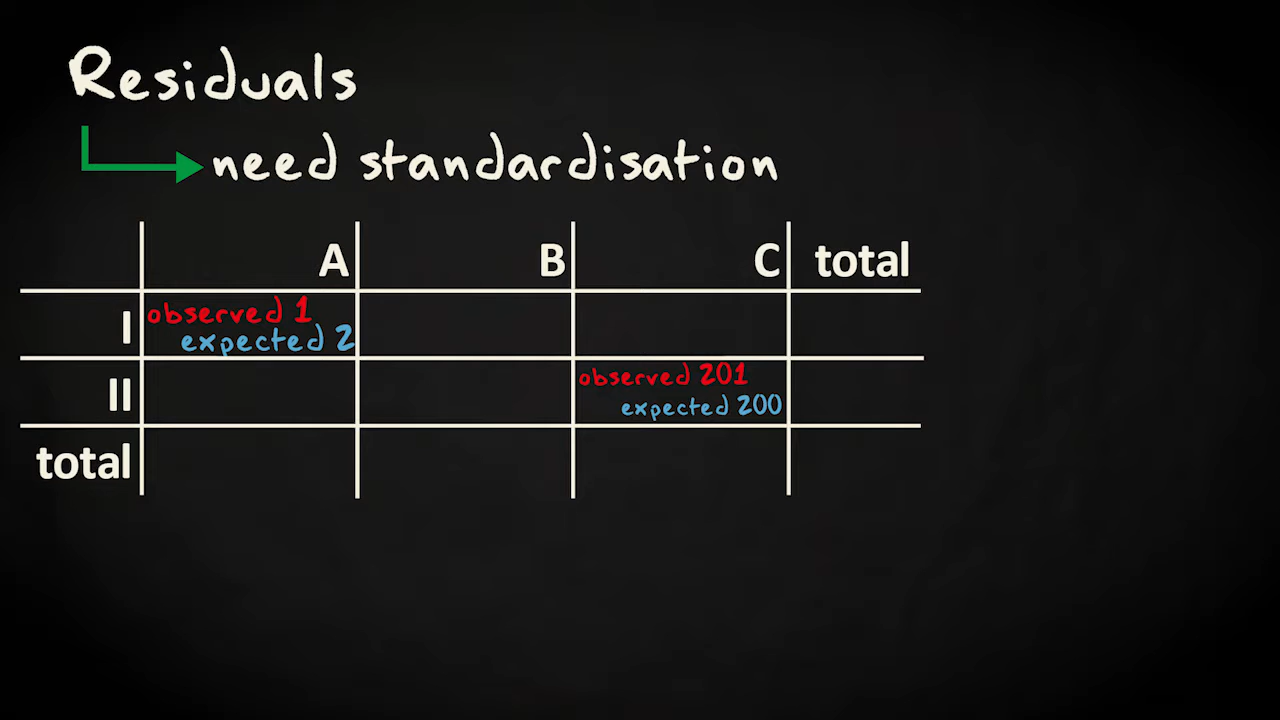 Residuals
need standardisation
A B C total
I observed 1
expected 2
II observed 201
expected 200
total